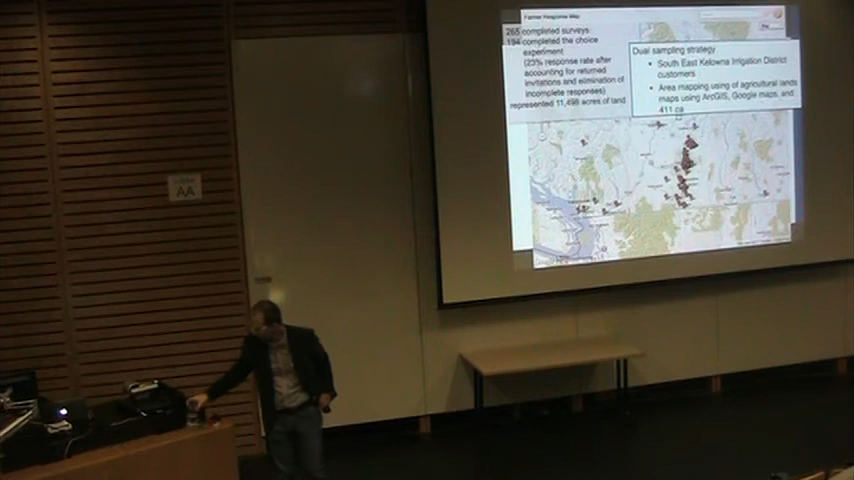 Farmer Response Map
265 completed surveys
194 completed the choice
experiment
(23% response rate after
accounting for returned
invitations and elimination of
incomplete responses)
represented 11,498 acres of land
Dual sampling strategy
South East Kelowna Irrigation District
customers
Area mapping using of agricultural lands
maps using ArcGIS, Google maps, and
411 ca
AA